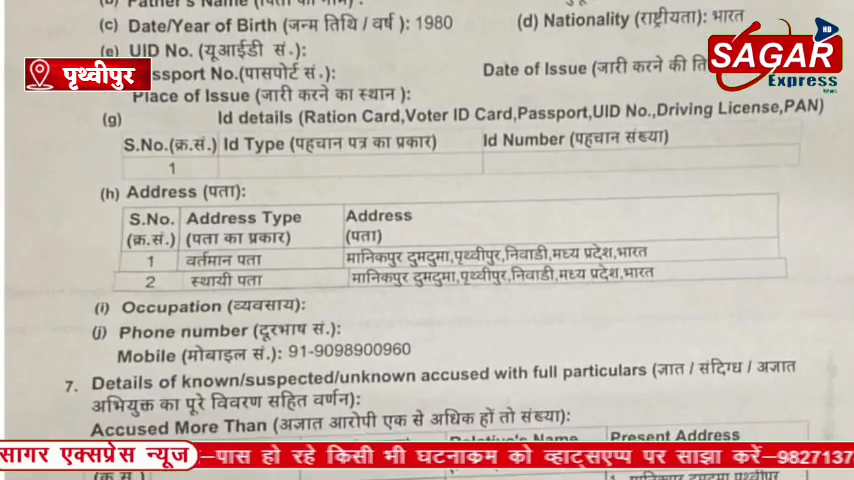 (c) Date/Year of Birth (जन्म तिथि / वर्ष ): 1980
(d) Nationality (राष्ट्रीयता): भारत
(e) UID No. (यूआईडी सं.):
पृथ्वीपुर
SAGAR
HD
Express
No.(पासपोर्ट सं.):
Date of Issue (जारी करने की
Place of Issue (जारी करने का स्थान ):
(g) Id details (Ration Card,Voter ID Card,Passport,UID No.,Driving License,PAN)
S.No.(क्र.सं.) Id Type (पहचान पत्र का प्रकार) Id Number (पहचान संख्या)
1
(h) Address (पता):
S.No. Address Type Address
(क्र.सं.) (पता का प्रकार) (पता)
1 वर्तमान पता मानिकपुर दुमदुमा,पृथ्वीपुर,निवाडी,मध्य प्रदेश,भारत
2 स्थायी पता मानिकपुर दुमदुमा,पृथ्वीपुर,निवाडी,मध्य प्रदेश,भारत
(i) Occupation (व्यवसाय):
(j) Phone number (दूरभाष सं.):
Mobile (मोबाइल सं.): 91-9098900960
7. Details of known/suspected/unknown accused with full particulars (ज्ञात / संदिग्ध / अज्ञात
अभियुक्त का पूरे विवरण सहित वर्णन):
Accused More Than (अज्ञात आरोपी एक से अधिक हों तो संख्या):
Present Address
सागर एक्सप्रेस न्यूज :–पास हो रहे किसी भी घटनाक्रम को व्हाट्सएप्प पर साझा करें–9827137